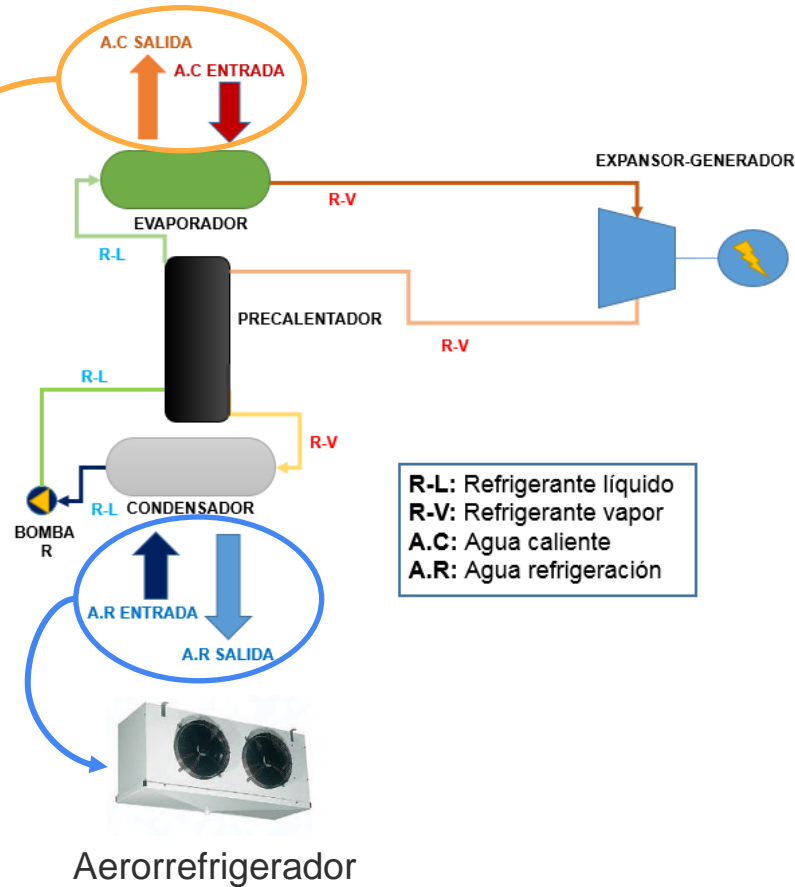 A.C SALIDA
A.C ENTRADA
EXPANSOR-GENERADOR
R-V
EVAPORADOR
R-L
PRECALENTADOR
R-V
R-L
R-V
R-L: Refrigerante líquido
R-V: Refrigerante vapor
A.C: Agua caliente
A.R: Agua refrigeración
R-L
CONDENSADOR
BOMBA
R
A.R ENTRADA
A.R SALIDA
Aerorrefrigerador